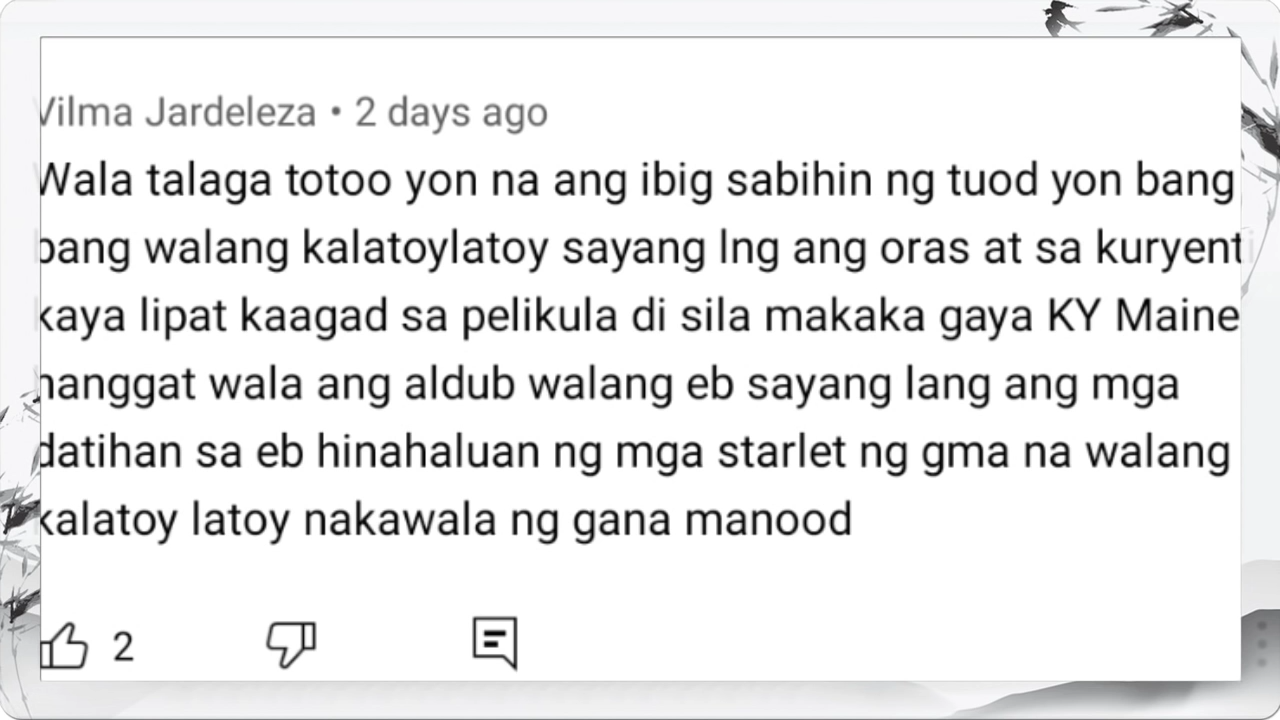 Vilma Jardeleza • 2 days ago
Wala talaga totoo yon na ang ibig sabihin ng tuod yon bang
bang walang kalatoylatoy sayang lng ang oras at sa kuryenti
kaya lipat kaagad sa pelikula di sila makaka gaya KY Maine
hanggat wala ang aldub walang eb sayang lang ang mga
datihan sa eb hinahaluan ng mga starlet ng gma na walang
kalatoy latoy nakawala ng gana manood
2